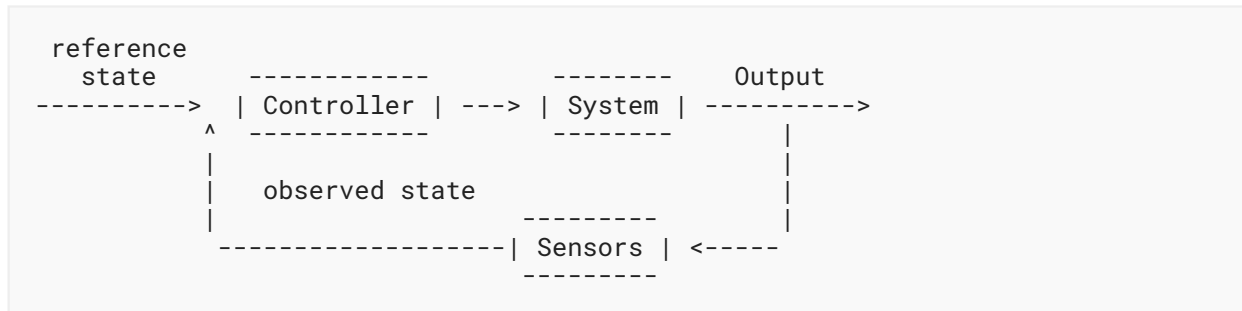 reference
state Output
Controller System
observed state
Sensors